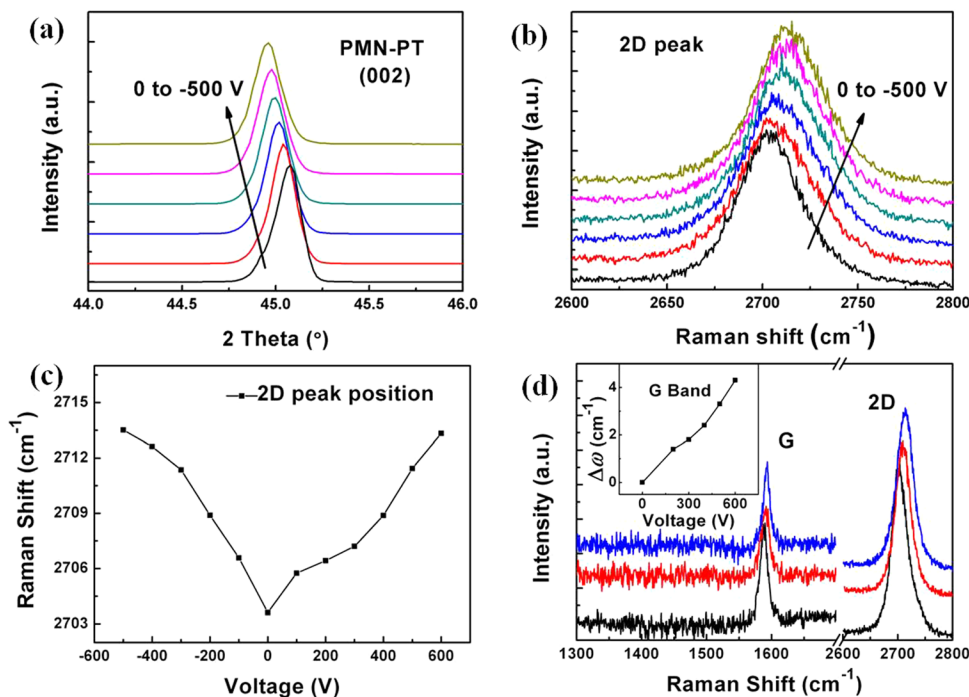 (a)
PMN-PT
(002)
0 to -500 V
Intensity (a.u.)
44.0 44.5 45.0 45.5 46.0
2 Theta (°)
(b)
2D peak
0 to -500 V
Intensity (a.u.)
2600 2650 2700 2750 2800
Raman shift (cm-1)
(c)
2D peak position
Raman Shift (cm-1)
2715
2712
2709
2706
2703
-600 -400 -200 0 200 400 600
Voltage (V)
(d)
G Band
Δω (cm-1)
4
2
0
0 200 400 600
Voltage (V)
G
2D
Intensity (a.u.)
1300 1400 1500 1600 2600 2700 2800
Raman Shift (cm-1)